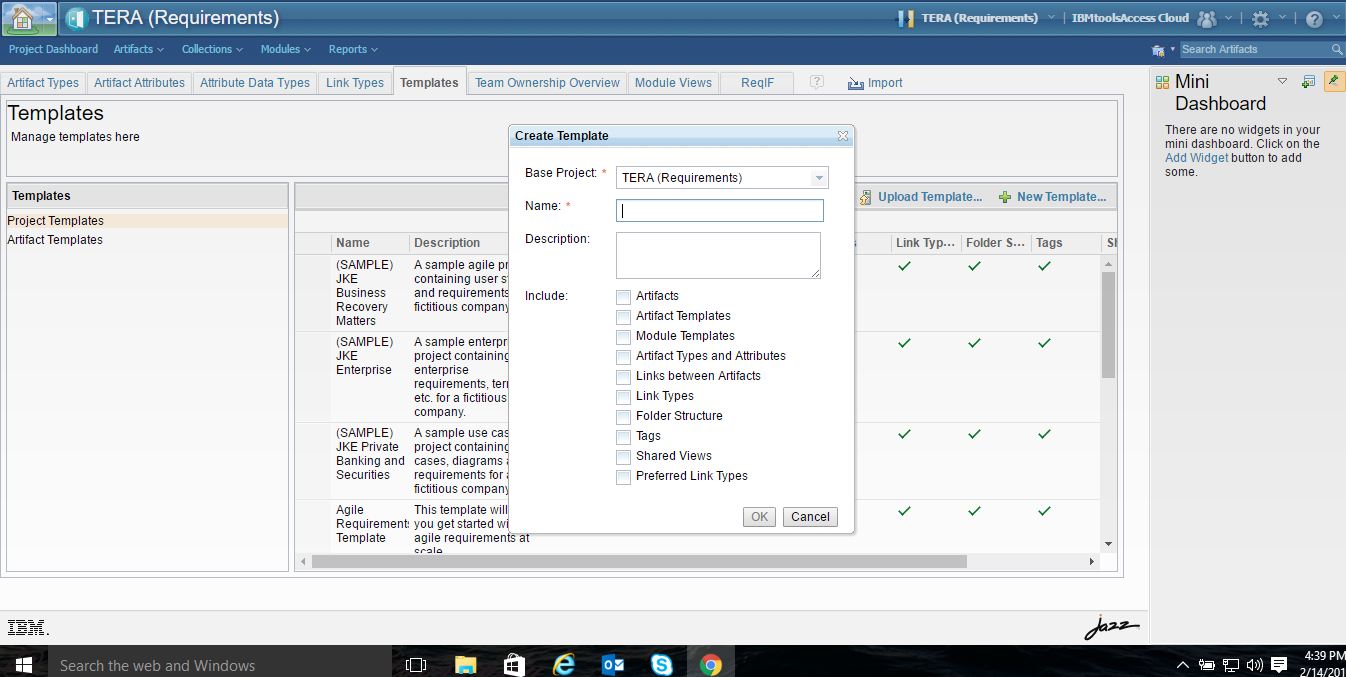 TERA (Requirements)
TERA (Requirements)
IBMtoolsAccess Cloud
Project Dashboard
Artifacts
Collections
Modules
Reports
Search Artifacts
Artifact Types
Artifact Attributes
Attribute Data Types
Link Types
Templates
Team Ownership Overview
Module Views
ReqIF
Import
Templates
Manage templates here
Templates
Project Templates
Artifact Templates
Upload Template...
New Template...
Name
Description
Link Typ...
Folder S...
Tags
(SAMPLE)
JKE
Business
Recovery
Matters
A sample agile pr
containing user s
and requirements
fictitious company
(SAMPLE)
JKE
Enterprise
A sample enterpr
project containing
enterprise
requirements, ter
etc. for a fictitious
company.
(SAMPLE)
JKE Private
Banking and
Securities
A sample use cas
project containing
cases, diagrams
requirements for
fictitious company
Agile
Requirement
Template
This template will
you get started wi
agile requirements at
scale
Create Template
Base Project: *
TERA (Requirements)
Name: *
Description:
Include:
Artifacts
Artifact Templates
Module Templates
Artifact Types and Attributes
Links between Artifacts
Link Types
Folder Structure
Tags
Shared Views
Preferred Link Types
OK
Cancel
Mini
Dashboard
There are no widgets in your
mini dashboard. Click on the
Add Widget button to add
some.
IBM.
jazz
Search the web and Windows
4:39 PM
2/14/201